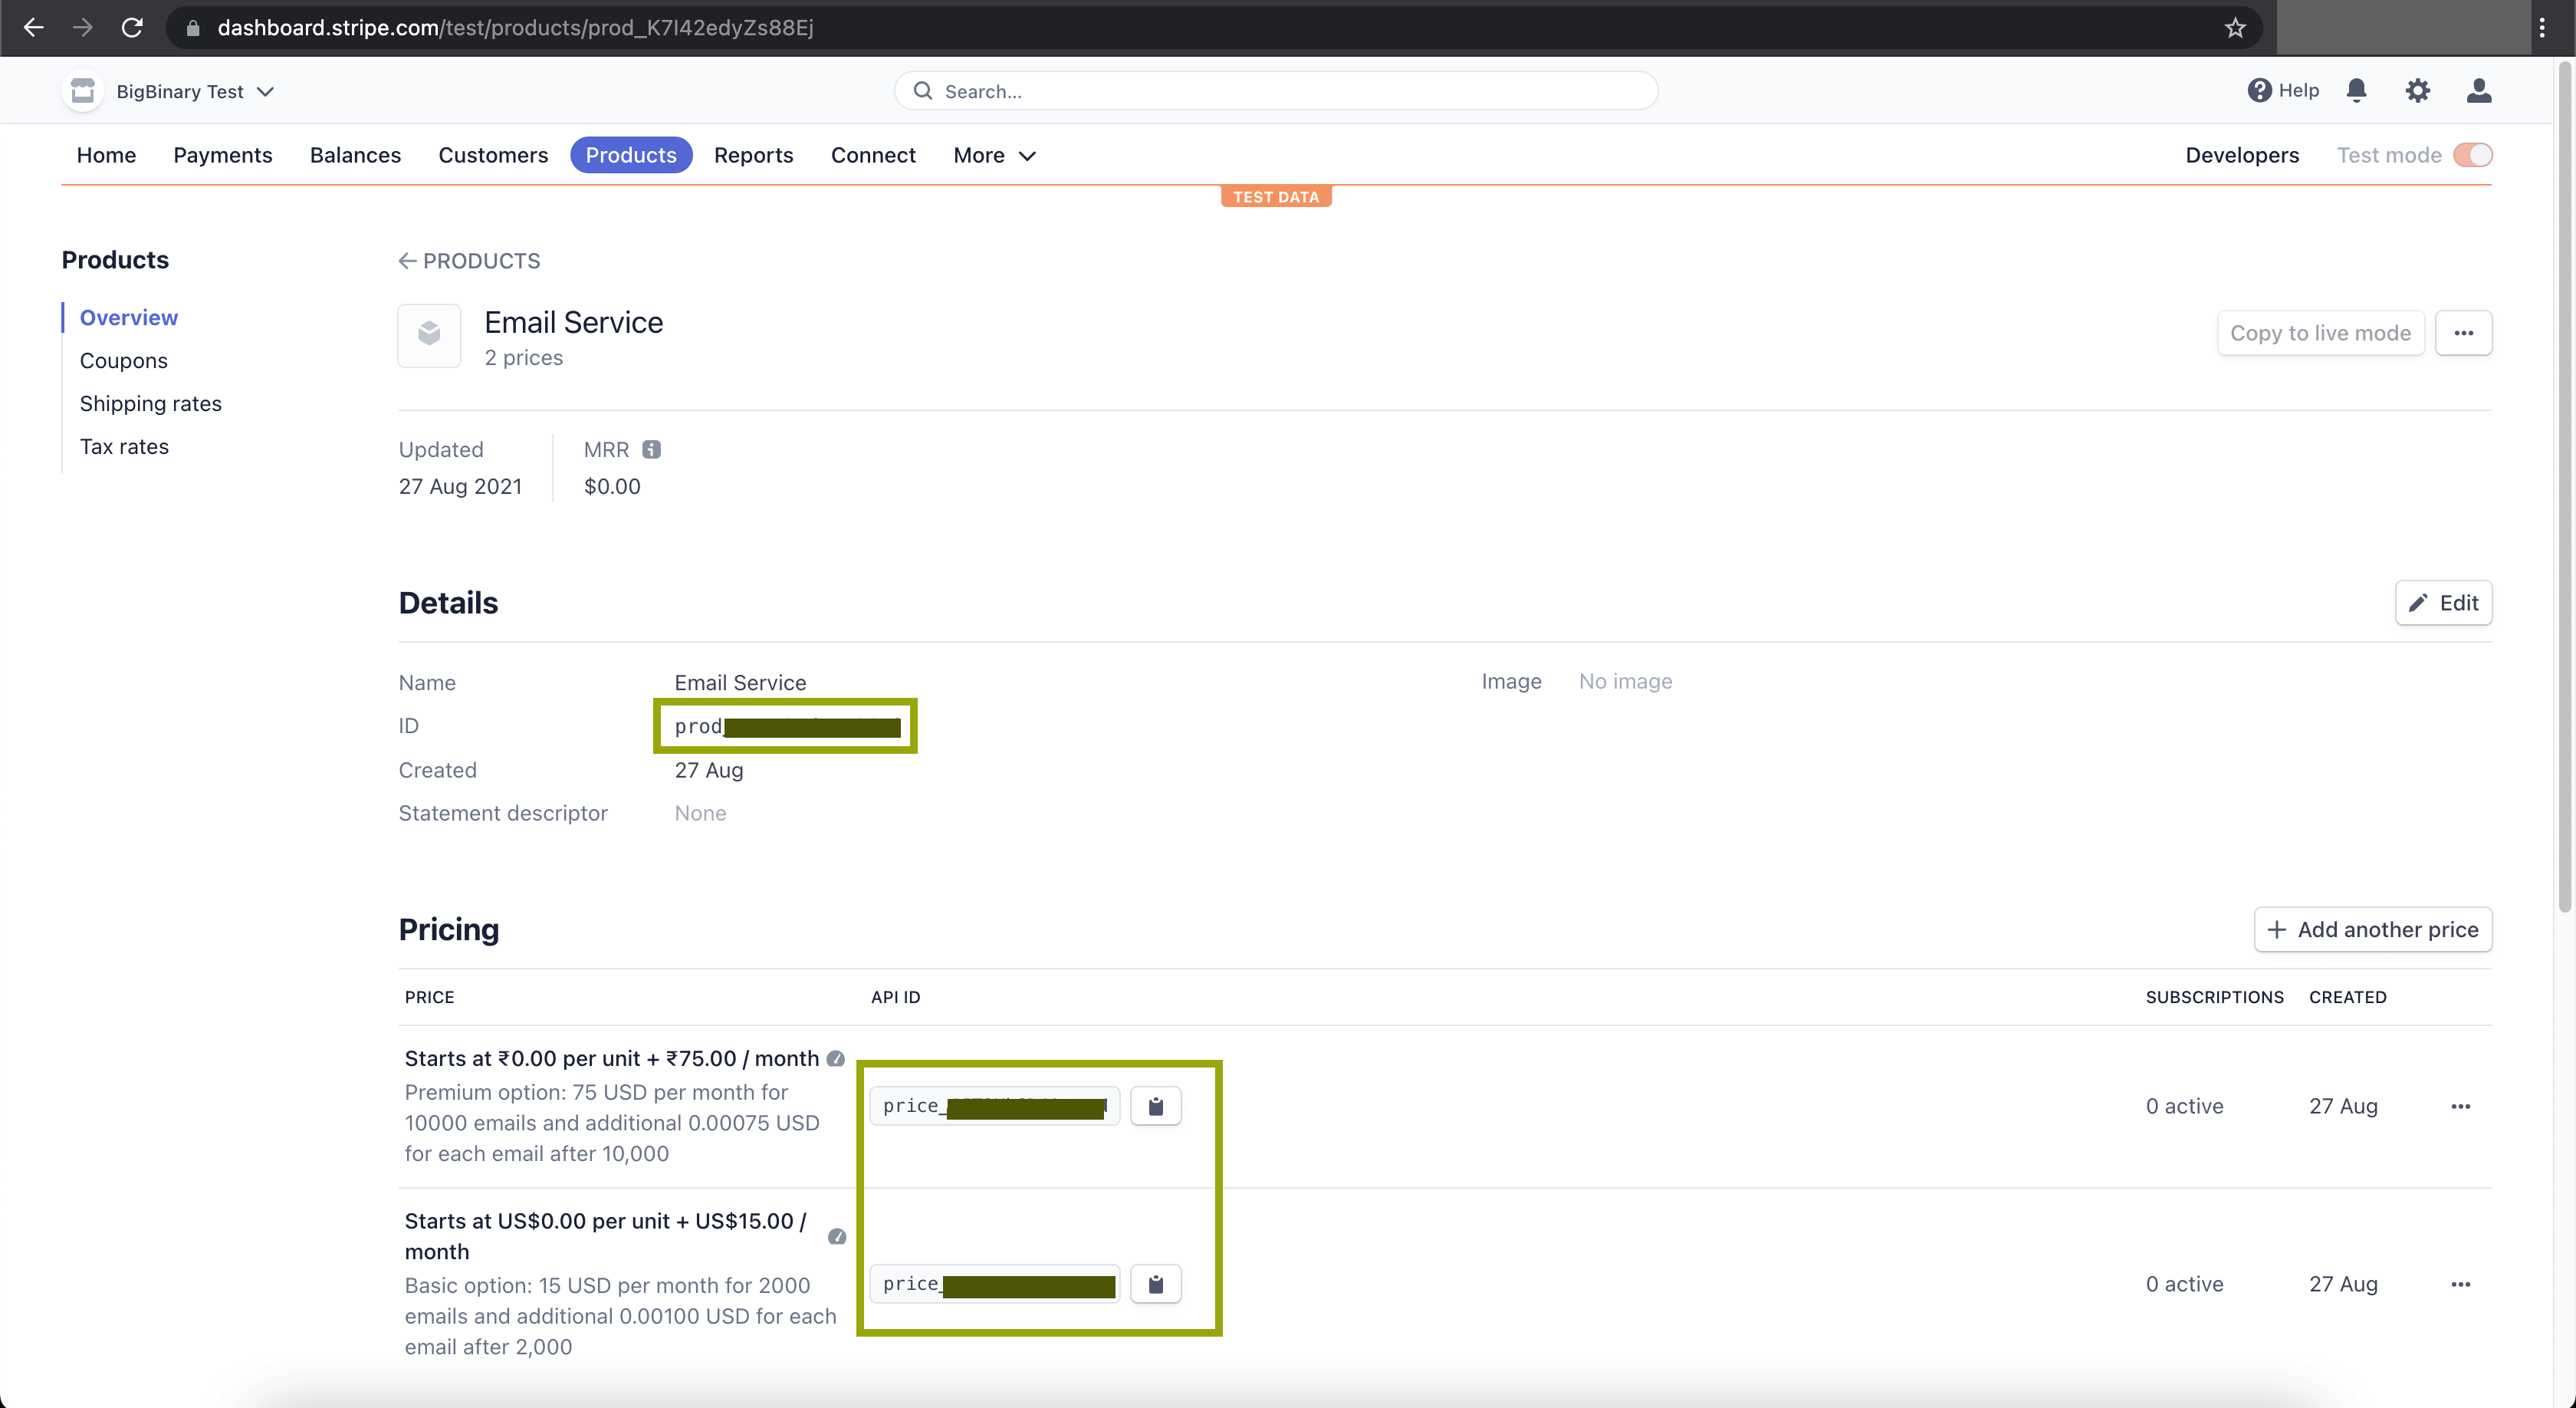 dashboard.stripe.com/test/products/prod_K7I42edyZs88Ej
BigBinary Test
Search...
Help
Home Payments Balances Customers Products Reports Connect More
Developers Test mode
TEST DATA
Products
Overview
Coupons
Shipping rates
Tax rates
PRODUCTS
Email Service
2 prices
Copy to live mode
Updated
27 Aug 2021
MRR
$0.00
Details
Edit
Name Email Service
ID prod_
Created 27 Aug
Statement descriptor None
Image No image
Pricing
Add another price
PRICE API ID SUBSCRIPTIONS CREATED
Starts at ₹0.00 per unit + ₹75.00 / month
Premium option: 75 USD per month for
10000 emails and additional 0.00075 USD
for each email after 10,000
price_
0 active 27 Aug
Starts at US$0.00 per unit + US$15.00 /
month
Basic option: 15 USD per month for 2000
emails and additional 0.00100 USD for each
email after 2,000
price_
0 active 27 Aug